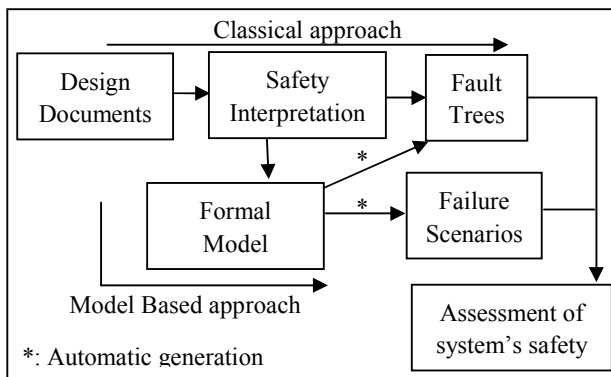 Classical approach
Design
Documents
Safety
Interpretation
Fault
Trees
*
Formal
Model
*
Failure
Scenarios
Model Based approach
Assessment of
system's safety
*: Automatic generation